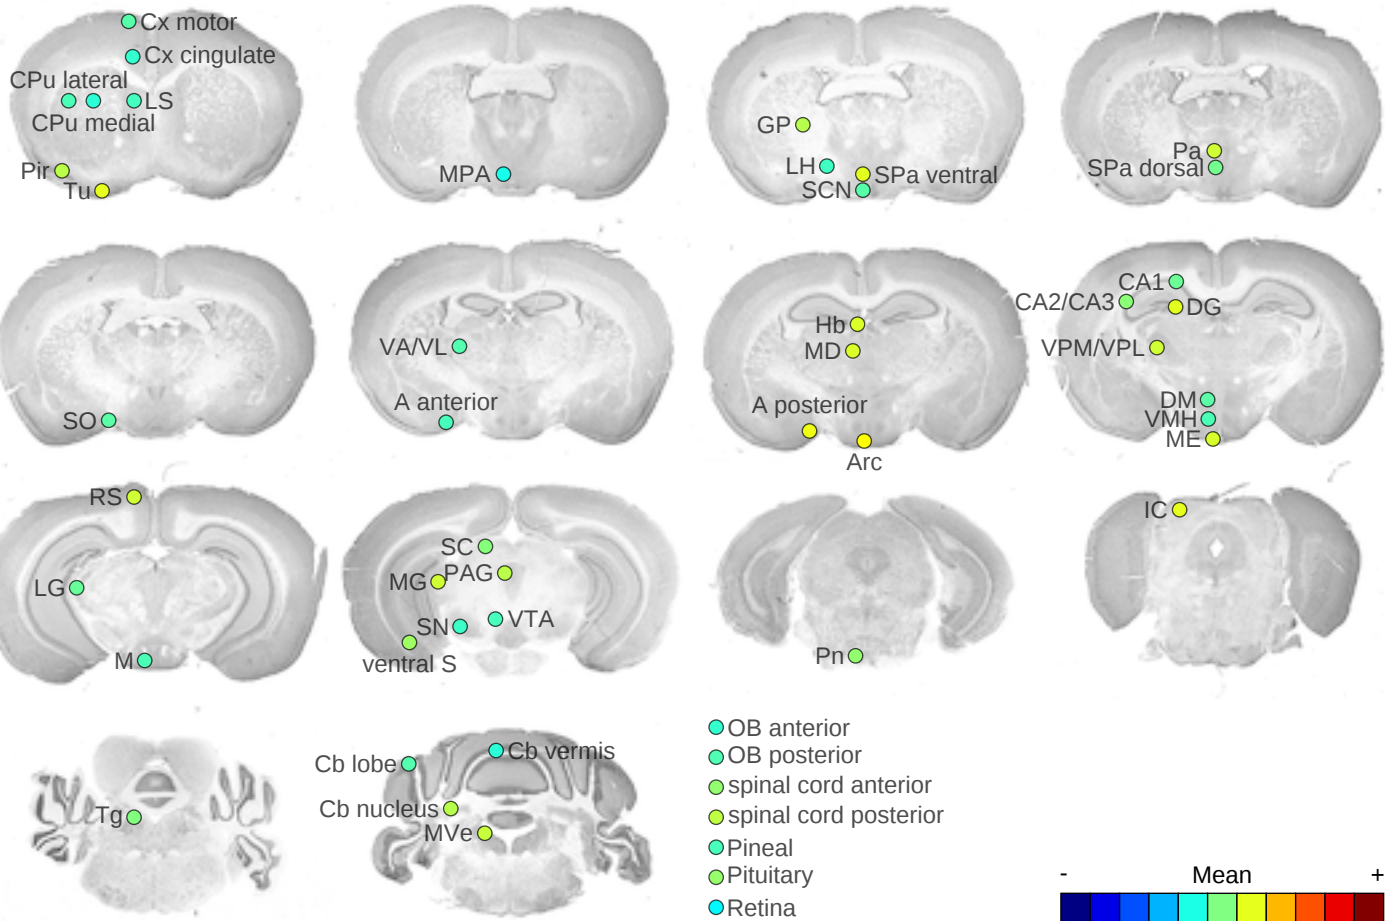 Cx motor
Cx cingulate
CPu lateral
LS
CPu medial
Pir
Tu
MPA
GP
LH
SPa ventral
SCN
Pa
SPa dorsal
SO
VA/VL
A anterior
Hb
MD
A posterior
Arc
CA1
CA2/CA3
DG
VPM/VPL
DM
VMH
ME
RS
LG
M
SC
MG
PAG
SN
VTA
ventral S
Pn
IC
Tg
Cb lobe
Cb vermis
Cb nucleus
MVe
OB anterior
OB posterior
spinal cord anterior
spinal cord posterior
Pineal
Pituitary
Retina
- Mean +